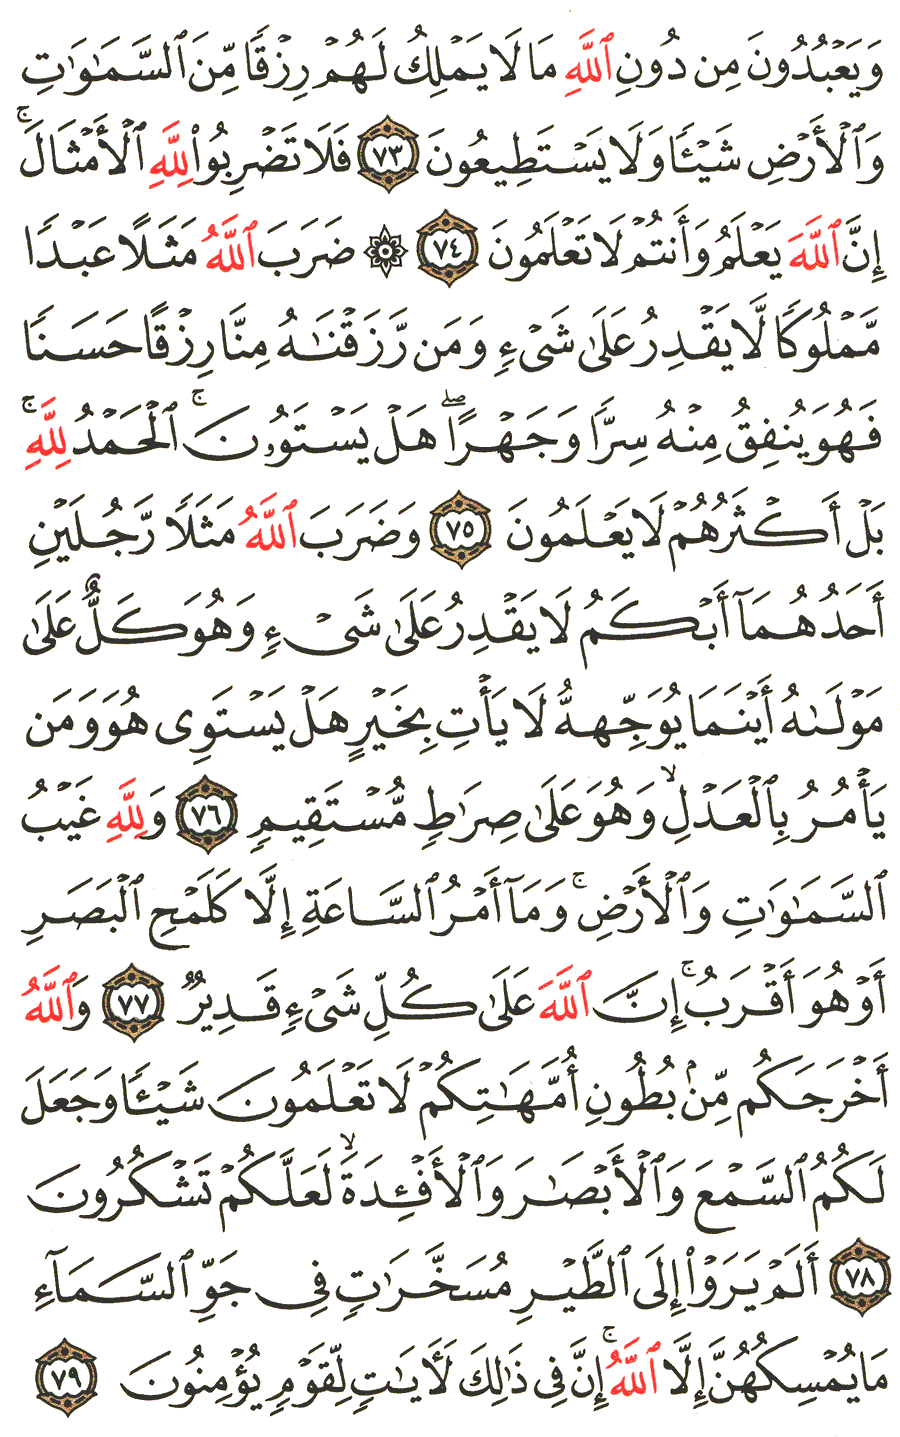 وَيَعْبُدُونَ مِن دُونِ ٱللَّهِ مَا لَا يَمْلِكُ لَهُمْ رِزْقًا مِّنَ ٱلسَّمَٰوَٰتِ
وَٱلْأَرْضِ شَيْـًٔا وَلَا يَسْتَطِيعُونَ ٧٣ فَلَا تَضْرِبُوا۟ لِلَّهِ ٱلْأَمْثَالَ ۚ
إِنَّ ٱللَّهَ يَعْلَمُ وَأَنتُمْ لَا تَعْلَمُونَ ٧٤ ۞ ضَرَبَ ٱللَّهُ مَثَلًا عَبْدًا
مَّمْلُوكًا لَّا يَقْدِرُ عَلَىٰ شَىْءٍ وَمَن رَّزَقْنَٰهُ مِنَّا رِزْقًا حَسَنًا
فَهُوَ يُنفِقُ مِنْهُ سِرًّا وَجَهْرًا ۖ هَلْ يَسْتَوُۥنَ ۚ ٱلْحَمْدُ لِلَّهِ ۚ
بَلْ أَكْثَرُهُمْ لَا يَعْلَمُونَ ٧٥ وَضَرَبَ ٱللَّهُ مَثَلًا رَّجُلَيْنِ
أَحَدُهُمَآ أَبْكَمُ لَا يَقْدِرُ عَلَىٰ شَىْءٍ وَهُوَ كَلٌّ عَلَىٰ
مَوْلَىٰهُ أَيْنَمَا يُوَجِّههُّ لَا يَأْتِ بِخَيْرٍ هَلْ يَسْتَوِى هُوَ وَمَن
يَأْمُرُ بِٱلْعَدْلِ ۙ وَهُوَ عَلَىٰ صِرَٰطٍ مُّسْتَقِيمٍ ٧٦ وَلِلَّهِ غَيْبُ
ٱلسَّمَٰوَٰتِ وَٱلْأَرْضِ ۚ وَمَآ أَمْرُ ٱلسَّاعَةِ إِلَّا كَلَمْحِ ٱلْبَصَرِ
أَوْ هُوَ أَقْرَبُ ۚ إِنَّ ٱللَّهَ عَلَىٰ كُلِّ شَىْءٍ قَدِيرٌ ٧٧ وَٱللَّهُ
أَخْرَجَكُم مِّنۢ بُطُونِ أُمَّهَٰتِكُمْ لَا تَعْلَمُونَ شَيْـًٔا وَجَعَلَ
لَكُمُ ٱلسَّمْعَ وَٱلْأَبْصَٰرَ وَٱلْأَفْـِٔدَةَ ۙ لَعَلَّكُمْ تَشْكُرُونَ
٧٨ أَلَمْ يَرَوْا۟ إِلَى ٱلطَّيْرِ مُسَخَّرَٰتٍ فِى جَوِّ ٱلسَّمَآءِ
مَا يُمْسِكُهُنَّ إِلَّا ٱللَّهُ ۗ إِنَّ فِى ذَٰلِكَ لَءَايَٰتٍ لِّقَوْمٍ يُؤْمِنُونَ ٧٩